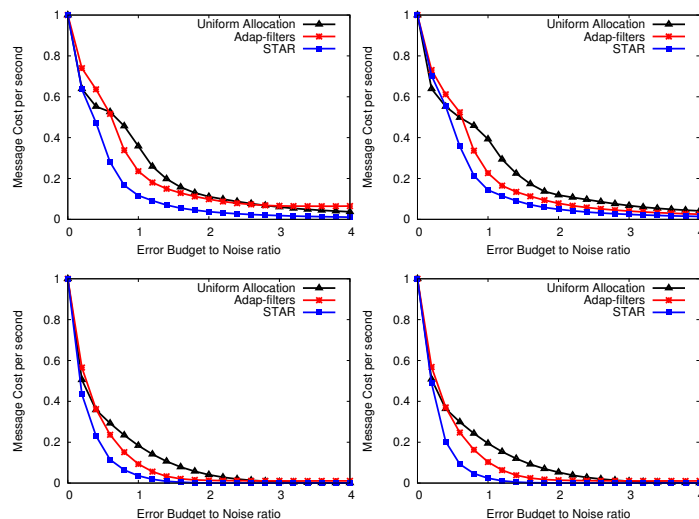 Uniform Allocation
Adap-filters
STAR
Message Cost per second
1
0.8
0.6
0.4
0.2
0
0 1 2 3 4
Error Budget to Noise ratio
Uniform Allocation
Adap-filters
STAR
Message Cost per second
1
0.8
0.6
0.4
0.2
0
0 1 2 3 4
Error Budget to Noise ratio
Uniform Allocation
Adap-filters
STAR
Message Cost per second
1
0.8
0.6
0.4
0.2
0
0 1 2 3 4
Error Budget to Noise ratio
Uniform Allocation
Adap-filters
STAR
Message Cost per second
1
0.8
0.6
0.4
0.2
0
0 1 2 3 4
Error Budget to Noise ratio